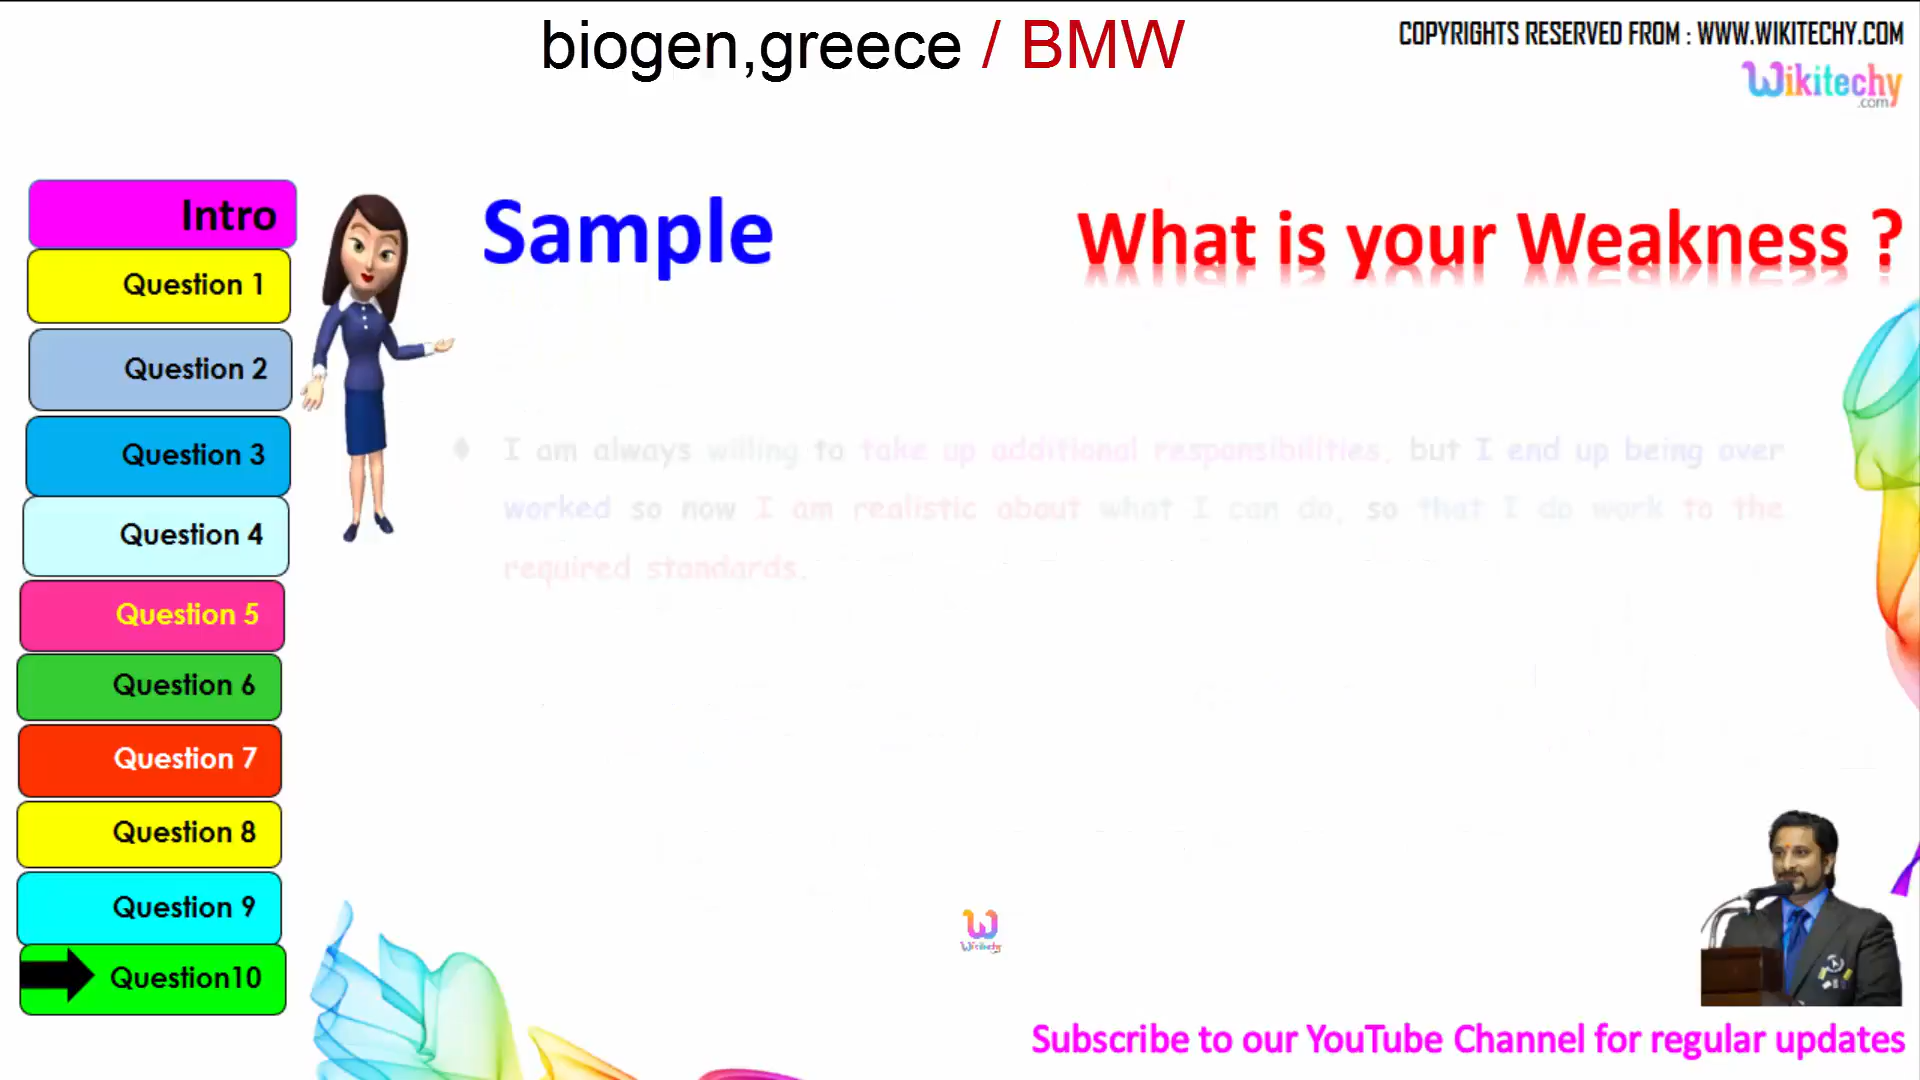 biogen,greece / BMW
COPYRIGHTS RESERVED FROM : WWW.WIKITECHY.COM
Wikitechy
.com
Intro
Question 1
Question 2
Question 3
Question 4
Question 5
Question 6
Question 7
Question 8
Question 9
Question10
Sample
What is your Weakness ?
I am always willing to take up additional responsibilities, but I end up being over
worked so now I am realistic about what I can do, so that I do work to the
required standards.
W
Wikitechy
Subscribe to our YouTube Channel for regular updates